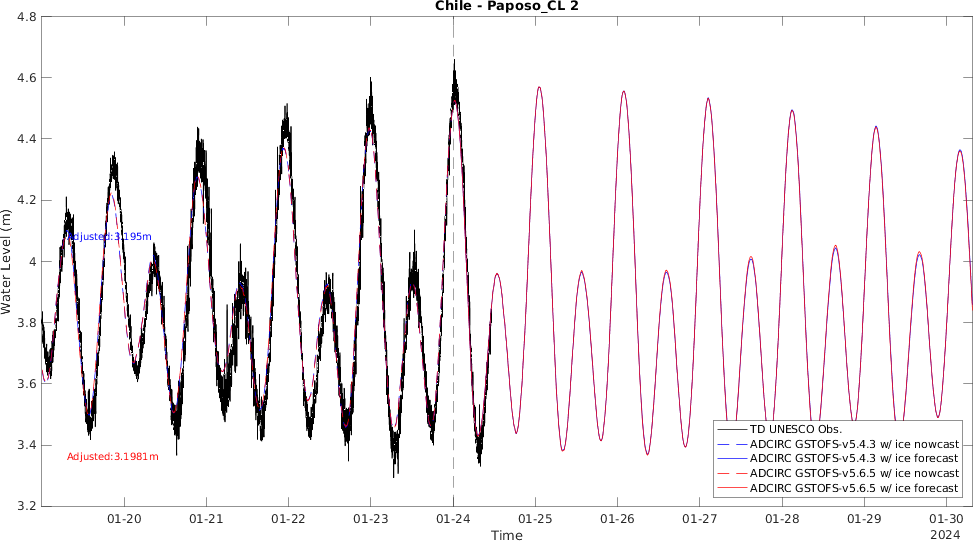 Chile - Paposo_CL 2
Water Level (m)
4.8
4.6
4.4
4.2
4
3.8
3.6
3.4
3.2
Adjusted:3.195m
Adjusted:3.1981m
TD UNESCO Obs.
ADCIRC GSTOFS-v5.4.3 w/ ice nowcast
ADCIRC GSTOFS-v5.4.3 w/ ice forecast
ADCIRC GSTOFS-v5.6.5 w/ ice nowcast
ADCIRC GSTOFS-v5.6.5 w/ ice forecast
01-20 01-21 01-22 01-23 01-24 01-25 01-26 01-27 01-28 01-29 01-30
2024
Time